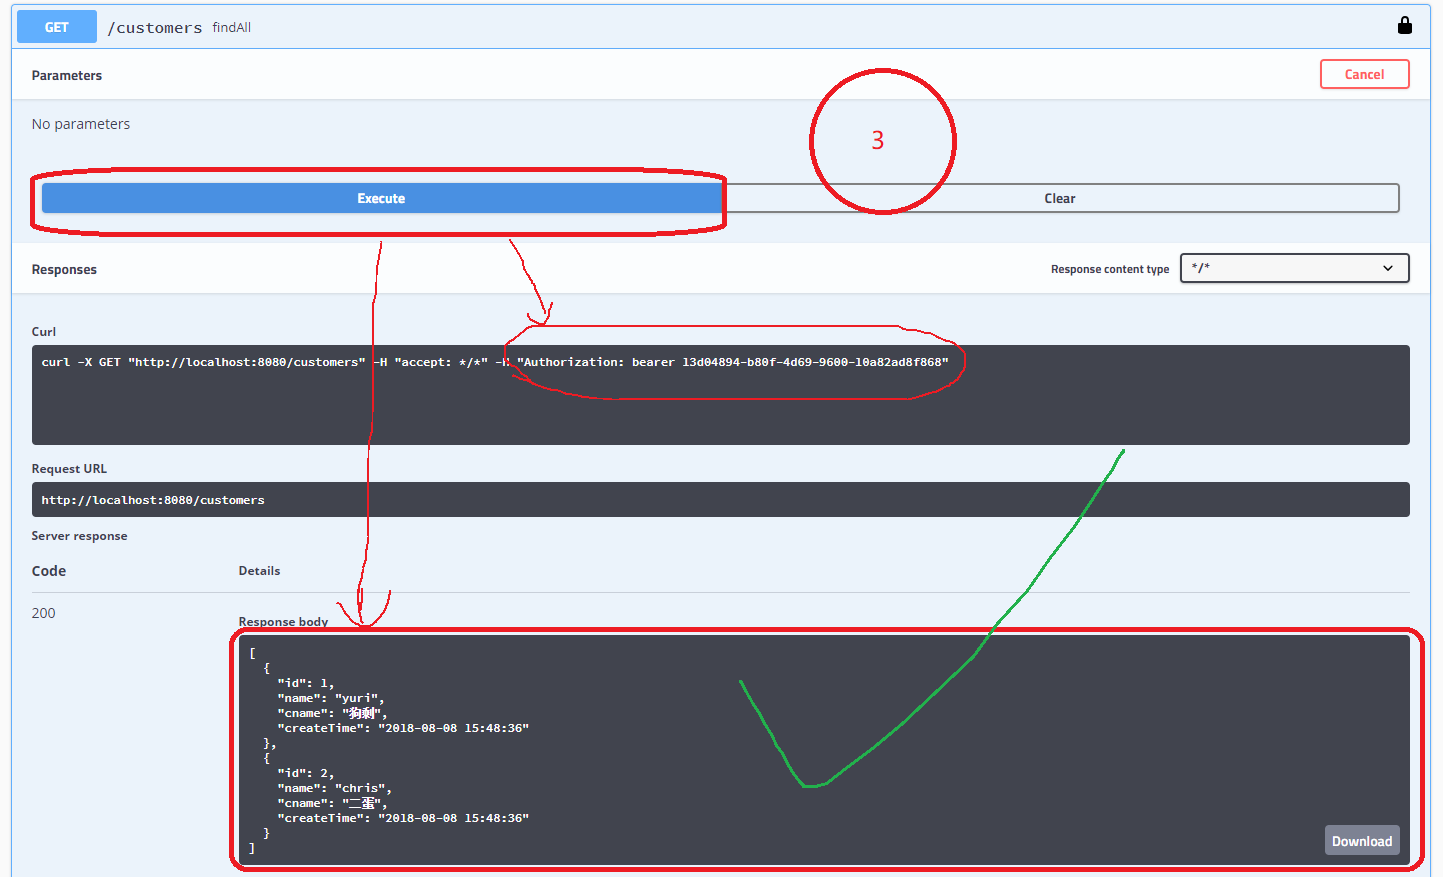 GET /customers findAll
Parameters
Cancel
No parameters
3
Execute
Clear
Responses
Response content type */*
Curl
curl -X GET "http://localhost:8080/customers" -H "accept: */*" -H "Authorization: bearer 13d04894-b80f-4d69-9600-10a82ad8f868"
Request URL
http://localhost:8080/customers
Server response
Code Details
200
Response body
[
  {
    "id": 1,
    "name": "yuri",
    "cname": "狗剩",
    "createTime": "2018-08-08 15:48:36"
  },
  {
    "id": 2,
    "name": "chris",
    "cname": "二蛋",
    "createTime": "2018-08-08 15:48:36"
  }
]
Download